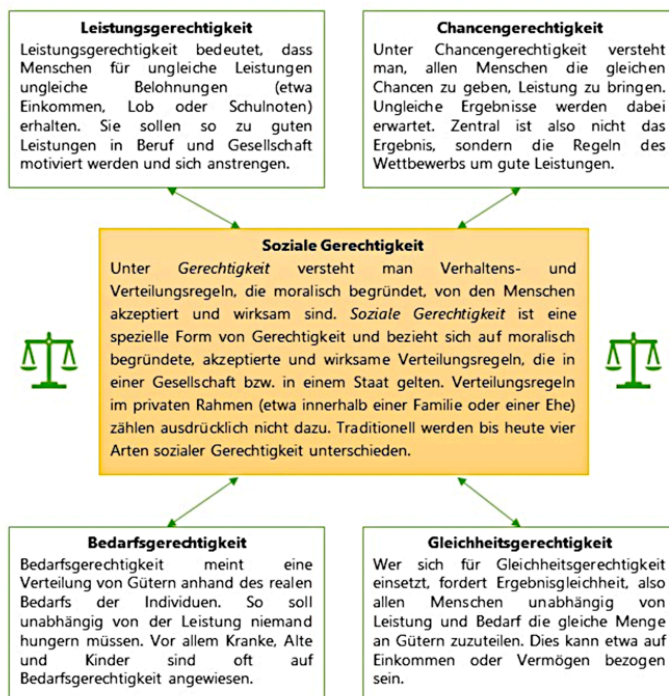 Leistungsgerechtigkeit
Leistungsgerechtigkeit bedeutet, dass
Menschen für ungleiche Leistungen
ungleiche Belohnungen (etwa
Einkommen, Lob oder Schulnoten)
erhalten. Sie sollen so zu guten
Leistungen in Beruf und Gesellschaft
motiviert werden und sich anstrengen.
Chancengerechtigkeit
Unter Chancengerechtigkeit versteht
man, allen Menschen die gleichen
Chancen zu geben, Leistung zu bringen.
Ungleiche Ergebnisse werden dabei
erwartet. Zentral ist also nicht das
Ergebnis, sondern die Regeln des
Wettbewerbs um gute Leistungen.
Soziale Gerechtigkeit
Unter Gerechtigkeit versteht man Verhaltens- und
Verteilungsregeln, die moralisch begründet, von den Menschen
akzeptiert und wirksam sind. Soziale Gerechtigkeit ist eine
spezielle Form von Gerechtigkeit und bezieht sich auf moralisch
begründete, akzeptierte und wirksame Verteilungsregeln, die in
einer Gesellschaft bzw. in einem Staat gelten. Verteilungsregeln
im privaten Rahmen (etwa innerhalb einer Familie oder einer Ehe)
zählen ausdrücklich nicht dazu. Traditionell werden bis heute vier
Arten sozialer Gerechtigkeit unterschieden.
Bedarfsgerechtigkeit
Bedarfsgerechtigkeit meint eine
Verteilung von Gütern anhand des realen
Bedarfs der Individuen. So soll
unabhängig von der Leistung niemand
hungern müssen. Vor allem Kranke, Alte
und Kinder sind oft auf
Bedarfsgerechtigkeit angewiesen.
Gleichheitsgerechtigkeit
Wer sich für Gleichheitsgerechtigkeit
einsetzt, fordert Ergebnisgleichheit, also
allen Menschen unabhängig von
Leistung und Bedarf die gleiche Menge
an Gütern zuzuteilen. Dies kann etwa auf
Einkommen oder Vermögen bezogen
sein.